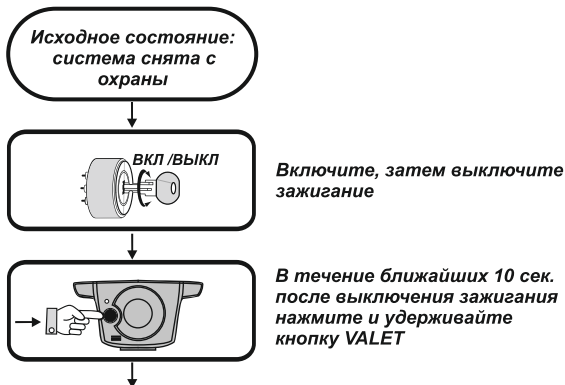 Исходное состояние:
система снята с
охраны
ВКЛ /ВЫКЛ
Включите, затем выключите
зажигание
В течение ближайших 10 сек.
после выключения зажигания
нажмите и удерживайте
кнопку VALET